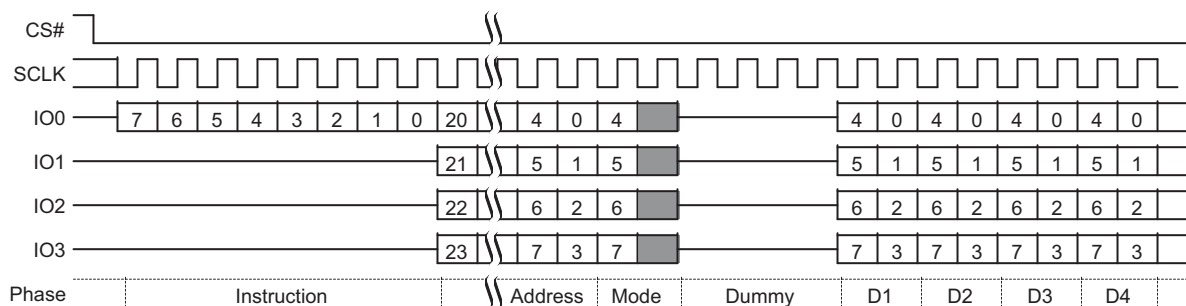 CS#
SCLK
IO0 7 6 5 4 3 2 1 0 20 4 0 4 4 0 4 0 4 0 4 0
IO1 21 5 1 5 5 1 5 1 5 1 5 1
IO2 22 6 2 6 6 2 6 2 6 2 6 2
IO3 23 7 3 7 7 3 7 3 7 3 7 3
Phase Instruction Address Mode Dummy D1 D2 D3 D4